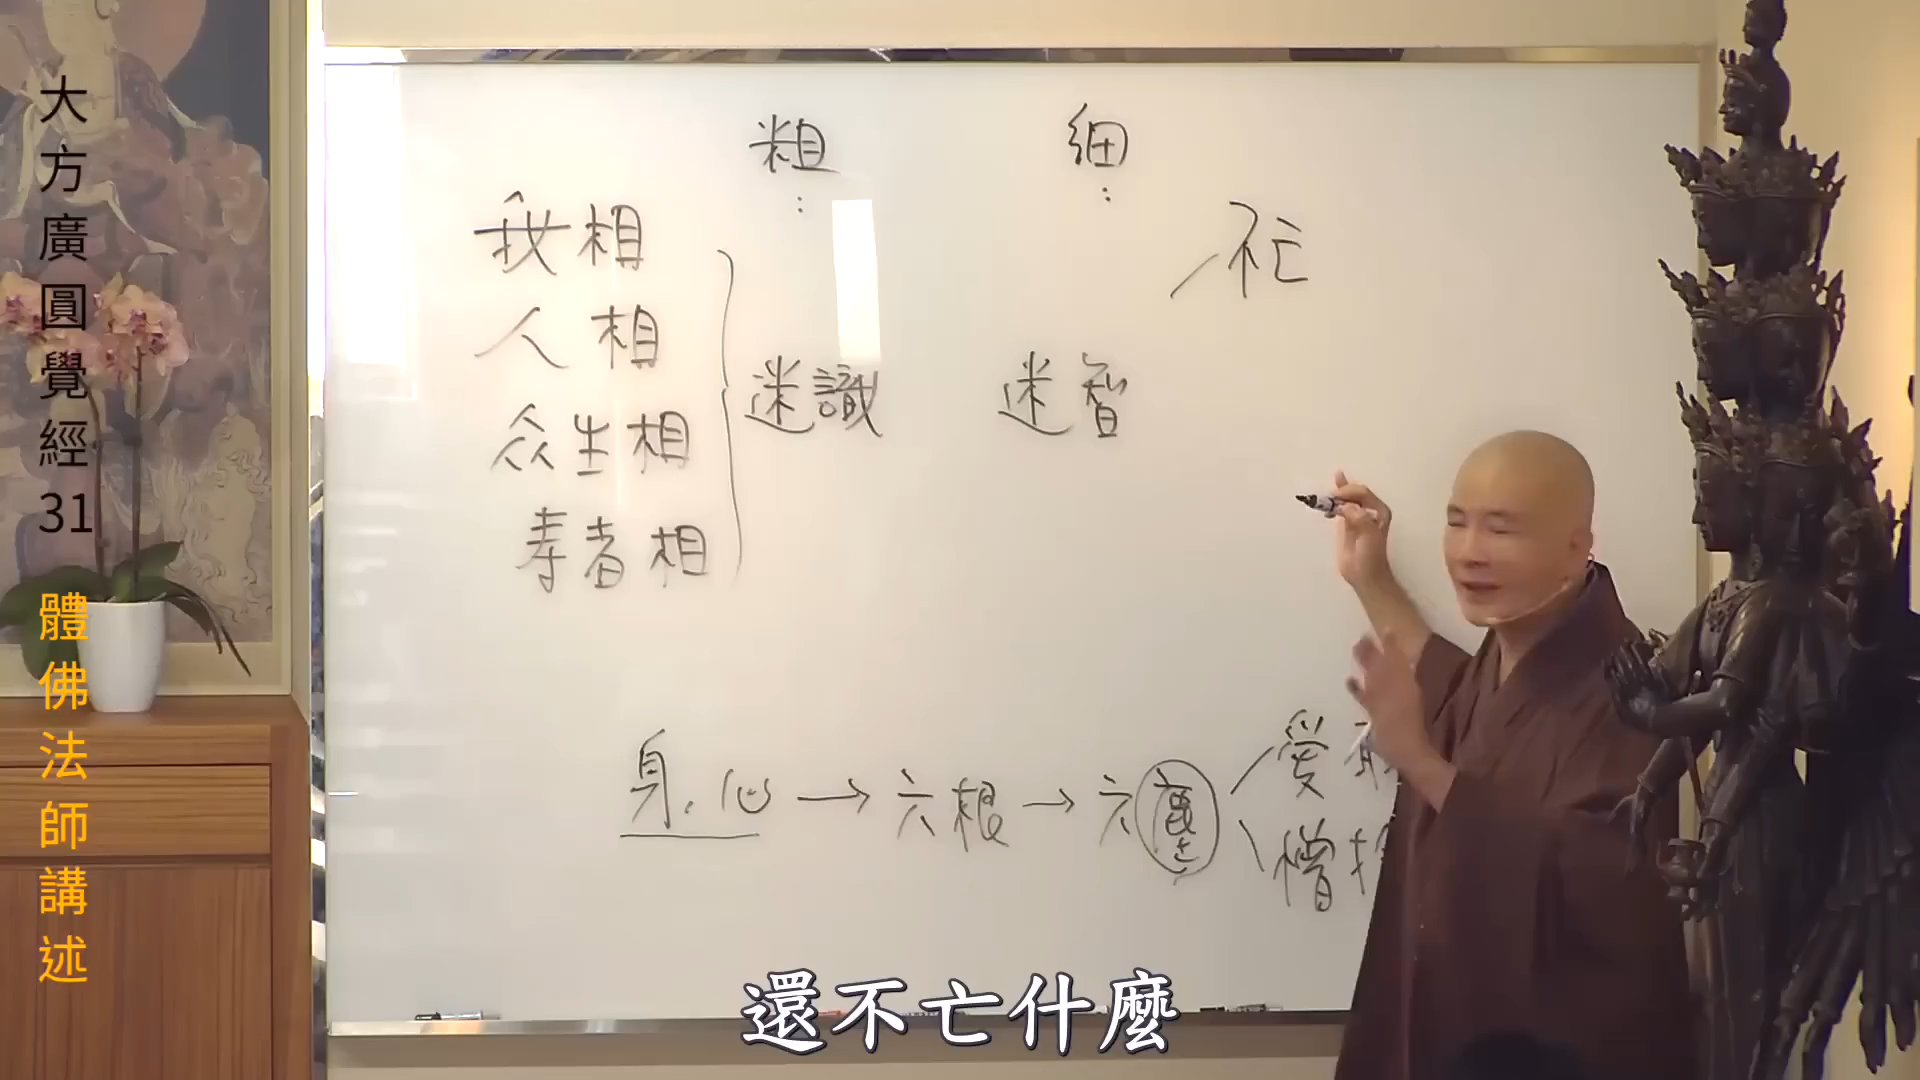 大方廣圓覺經31 體佛法師講述
粗 細
: :
我相
人相
众生相
寿者相
迷識 迷智
身.心→六根→六塵
愛
憎
還不亡什麼